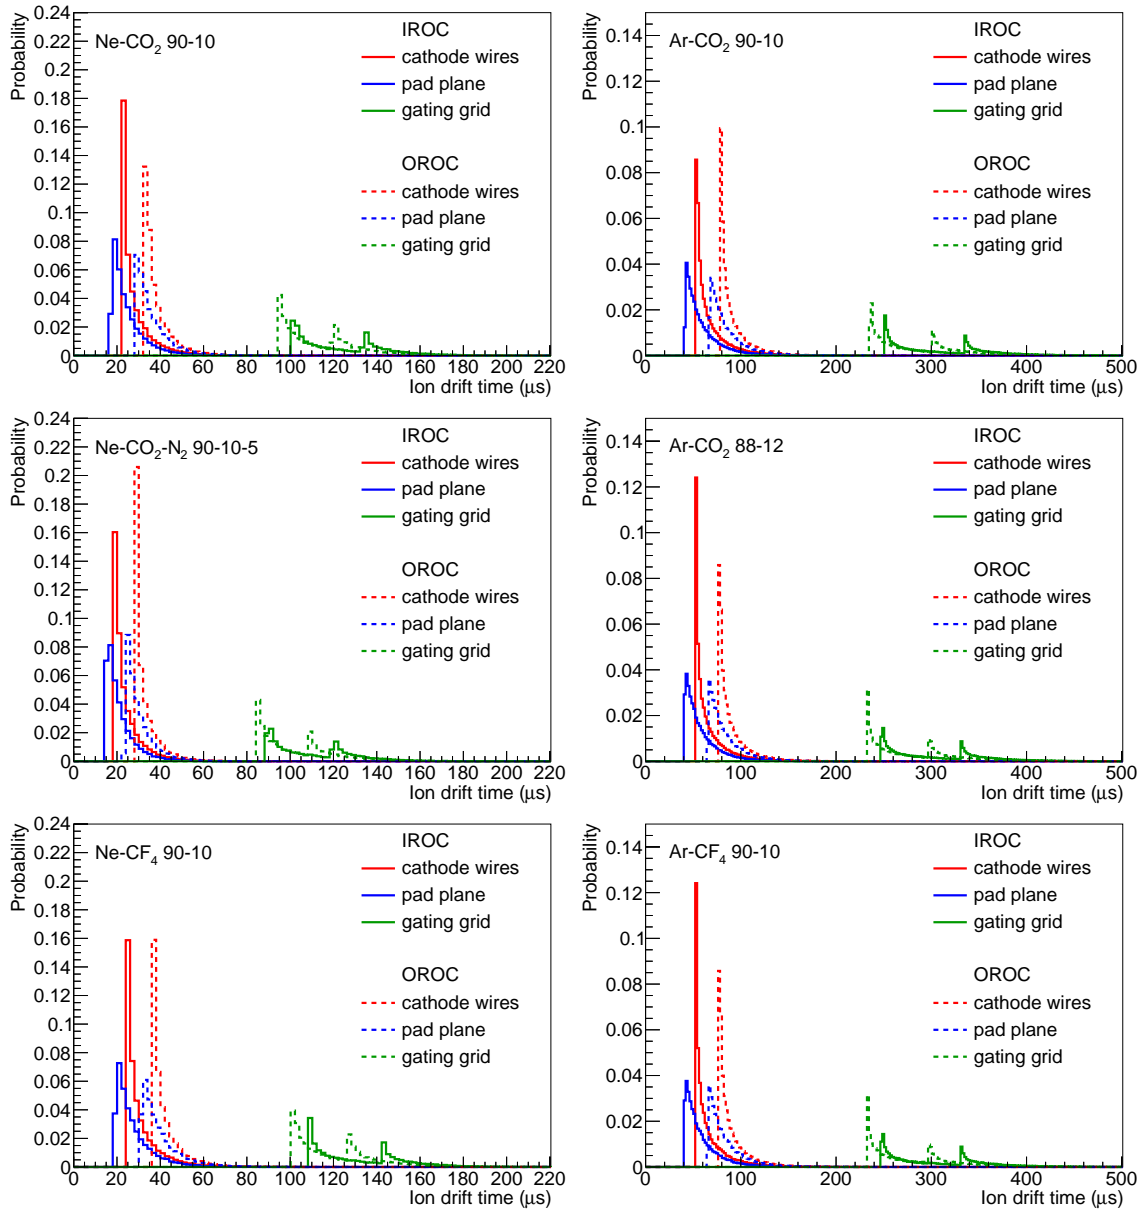 Probability
0.24
0.22
0.2
0.18
0.16
0.14
0.12
0.1
0.08
0.06
0.04
0.02
0
Ne-CO₂ 90-10
IROC
cathode wires
pad plane
gating grid
OROC
cathode wires
pad plane
gating grid
0 20 40 60 80 100 120 140 160 180 200 220
Ion drift time (μs)
Probability
0.14
0.12
0.1
0.08
0.06
0.04
0.02
0
Ar-CO₂ 90-10
IROC
cathode wires
pad plane
gating grid
OROC
cathode wires
pad plane
gating grid
0 100 200 300 400 500
Ion drift time (μs)
Probability
0.24
0.22
0.2
0.18
0.16
0.14
0.12
0.1
0.08
0.06
0.04
0.02
0
Ne-CO₂-N₂ 90-10-5
IROC
cathode wires
pad plane
gating grid
OROC
cathode wires
pad plane
gating grid
0 20 40 60 80 100 120 140 160 180 200 220
Ion drift time (μs)
Probability
0.14
0.12
0.1
0.08
0.06
0.04
0.02
0
Ar-CO₂ 88-12
IROC
cathode wires
pad plane
gating grid
OROC
cathode wires
pad plane
gating grid
0 100 200 300 400 500
Ion drift time (μs)
Probability
0.24
0.22
0.2
0.18
0.16
0.14
0.12
0.1
0.08
0.06
0.04
0.02
0
Ne-CF₄ 90-10
IROC
cathode wires
pad plane
gating grid
OROC
cathode wires
pad plane
gating grid
0 20 40 60 80 100 120 140 160 180 200 220
Ion drift time (μs)
Probability
0.14
0.12
0.1
0.08
0.06
0.04
0.02
0
Ar-CF₄ 90-10
IROC
cathode wires
pad plane
gating grid
OROC
cathode wires
pad plane
gating grid
0 100 200 300 400 500
Ion drift time (μs)